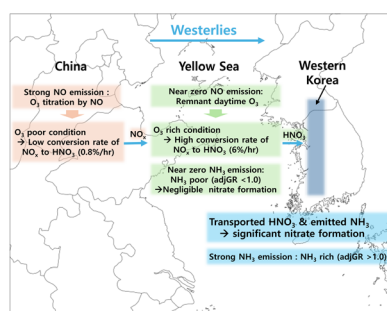 Westerlies
China
Yellow Sea
Western
Korea
Strong NO emission :
O₃ titration by NO
O₃ poor condition
→ Low conversion rate of
NOₓ to HNO₃ (0.8%/hr)
NOₓ
Near zero NO emission:
Remnant daytime O₃
O₃ rich condition
→ High conversion rate of
NOₓ to HNO₃ (6%/hr)
HNO₃
Near zero NH₃ emission:
NH₃ poor (adjGR <1.0)
→Negligible nitrate formation
Transported HNO₃ & emitted NH₃
→ significant nitrate formation
Strong NH₃ emission : NH₃ rich (adjGR >1.0)